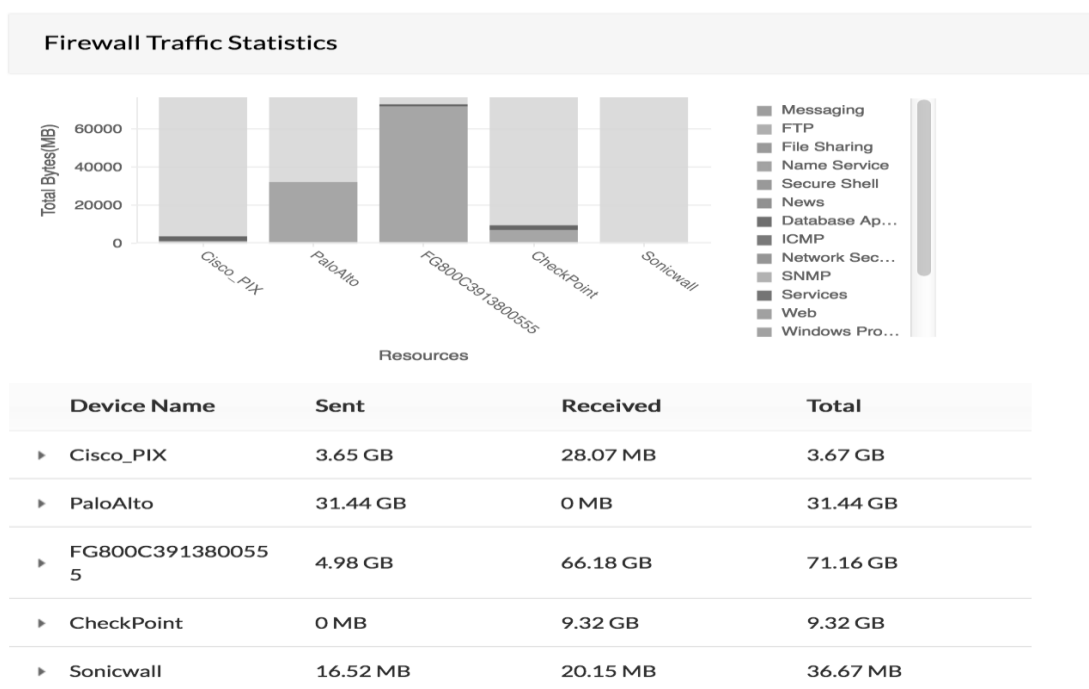 Firewall Traffic Statistics
Total Bytes(MB)
60000
40000
20000
0
Cisco_PIX
PaloAlto
FG800C3913800555
CheckPoint
Sonicwall
Resources
Messaging
FTP
File Sharing
Name Service
Secure Shell
News
Database Ap...
ICMP
Network Sec...
SNMP
Services
Web
Windows Pro...
Device Name Sent Received Total
Cisco_PIX 3.65 GB 28.07 MB 3.67 GB
PaloAlto 31.44 GB 0 MB 31.44 GB
FG800C391380055
5 4.98 GB 66.18 GB 71.16 GB
CheckPoint 0 MB 9.32 GB 9.32 GB
Sonicwall 16.52 MB 20.15 MB 36.67 MB